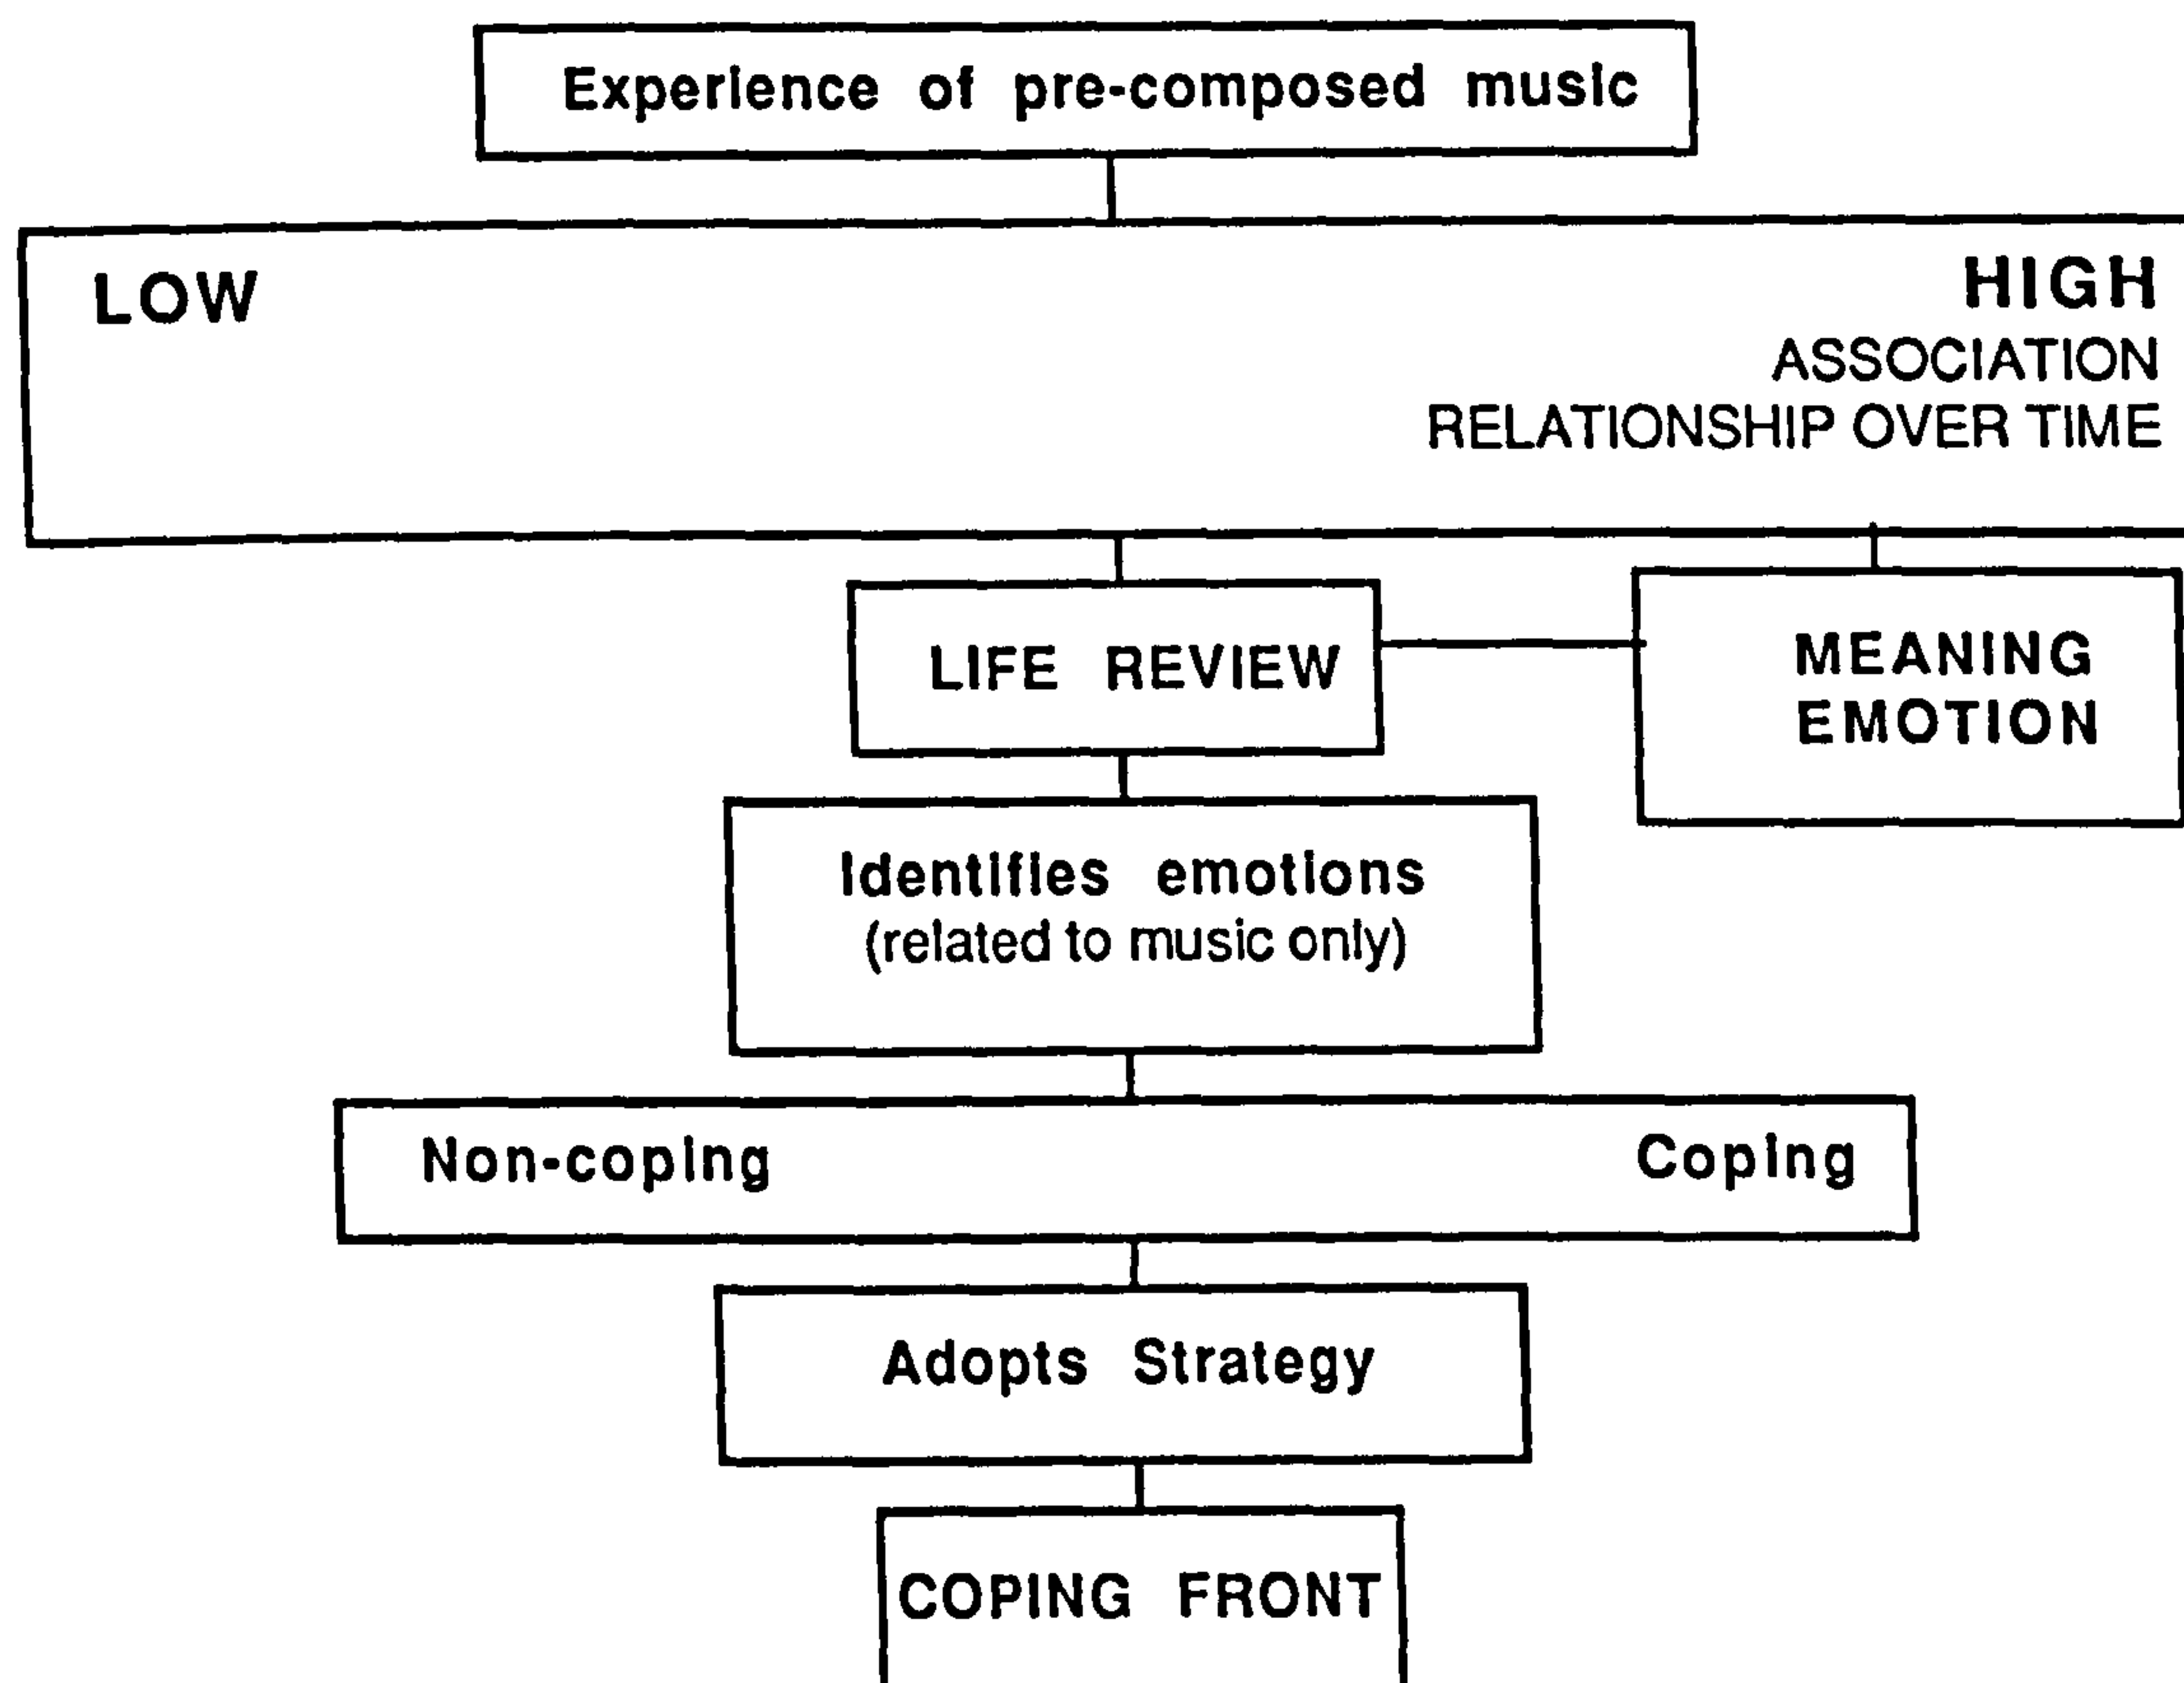 Experience of pre-composed music
LOW
HIGH
ASSOCIATION
RELATIONSHIP OVER TIME
LIFE REVIEW
MEANING
EMOTION
Identifies emotions
(related to music only)
Non-coping
Coping
Adopts Strategy
COPING FRONT